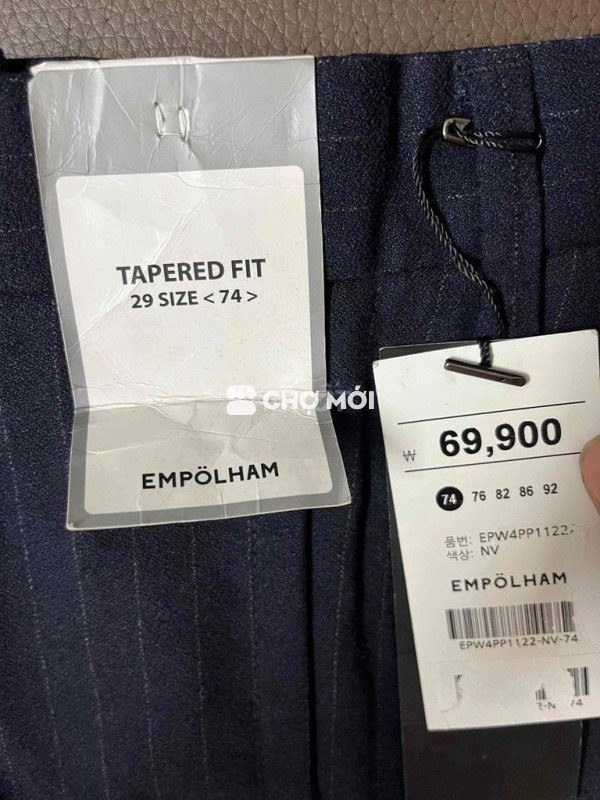 TAPERED FIT
29 SIZE < 74 >
EMPÖLHAM
CHỢ MỚI
₩ 69,900
74 76 82 86 92
품번: EPW4PP1122
색상: NV
EMPÖLHAM
EPW4PP1122-NV-74